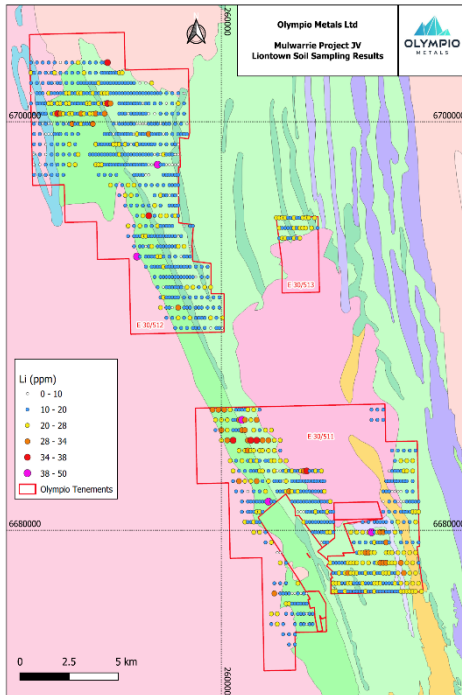 260000
Olympio Metals Ltd
Mulwarrie Project JV
Liontown Soil Sampling Results
OLYMPIO
METALS
6700000
6700000
E 30/513
E 30/512
Li (ppm)
0 - 10
10 - 20
20 - 28
28 - 34
34 - 38
38 - 50
Olympio Tenements
E 30/511
6680000
6680000
0 2.5 5 km
260000